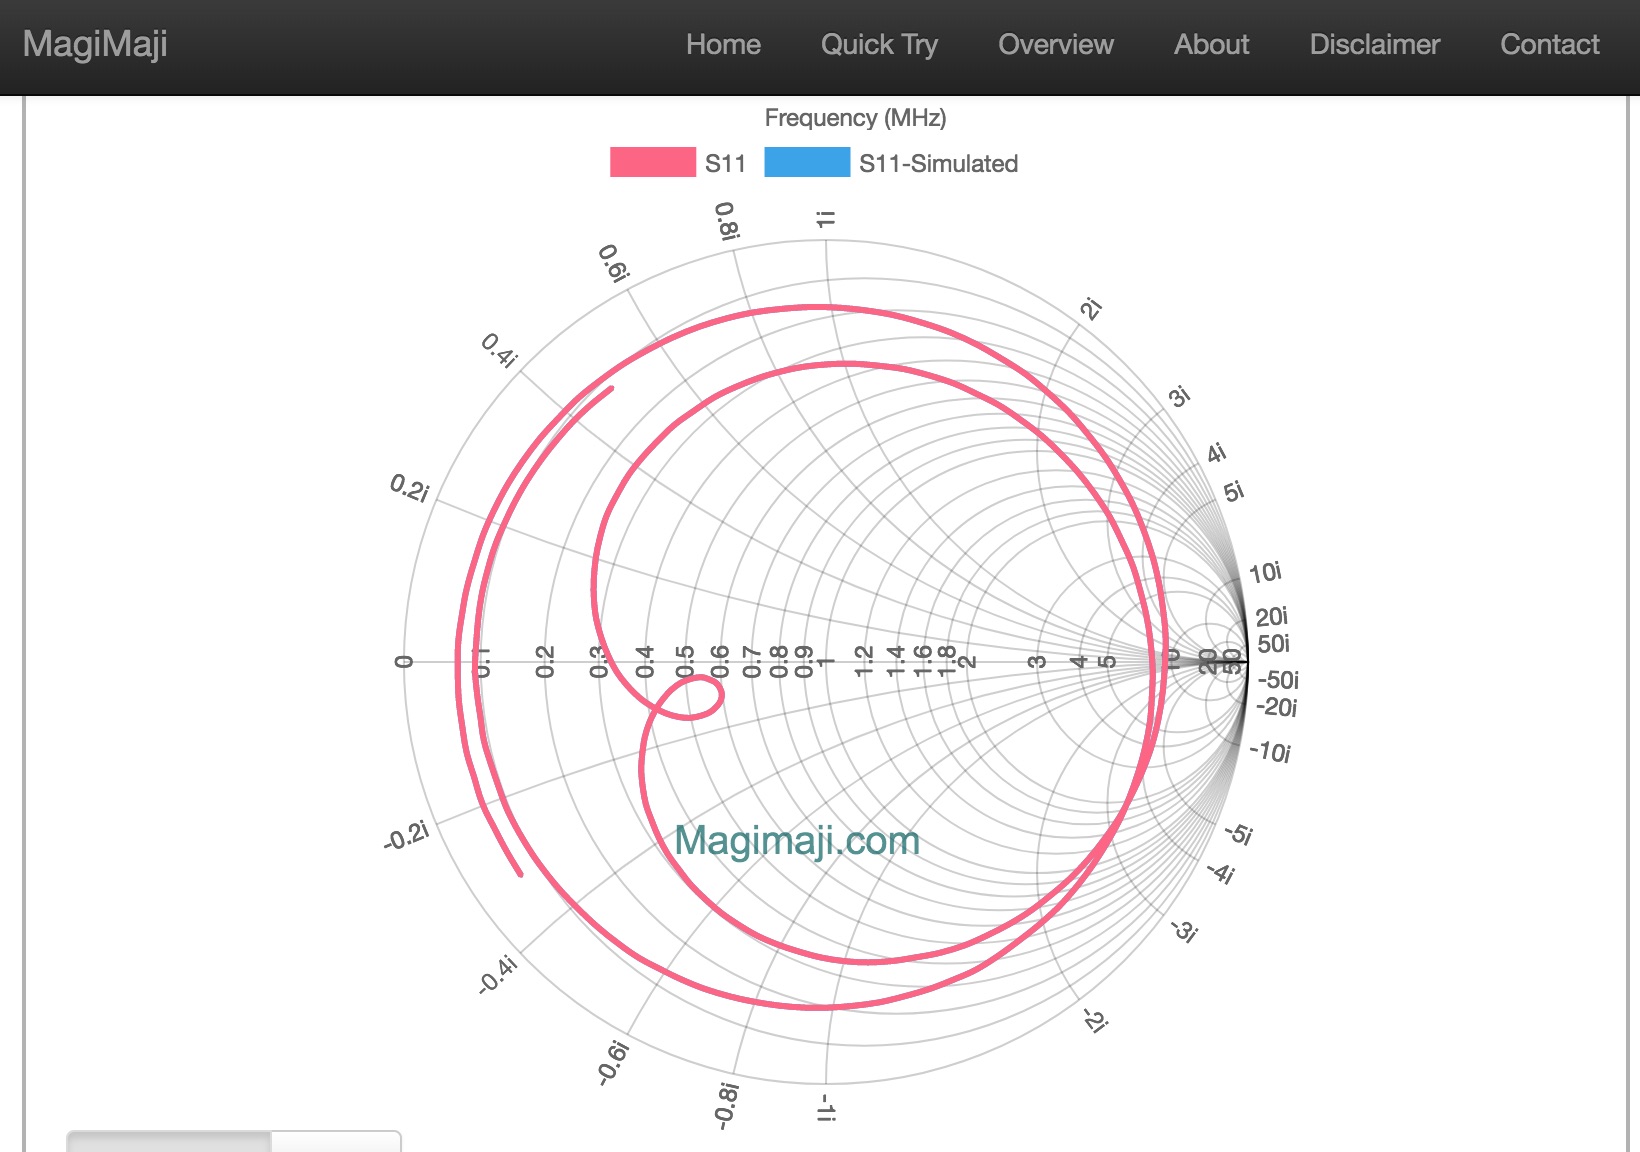 MagiMaji Home Quick Try Overview About Disclaimer Contact
Frequency (MHz)
S11 S11-Simulated
0.8i 1i
0.6i
2i
0.4i
3i
4i
0.2i 5i
10i
20i
50i
0 0.1 0.2 0.3 0.4 0.5 0.6 0.7 0.8 0.9 1 1.2 1.4 1.6 1.8 2 3 4 5 10 20 50
-50i
-20i
-10i
-0.2i Magimaji.com -5i
-4i
-3i
-0.4i
-2i
-0.6i
-0.8i -1i